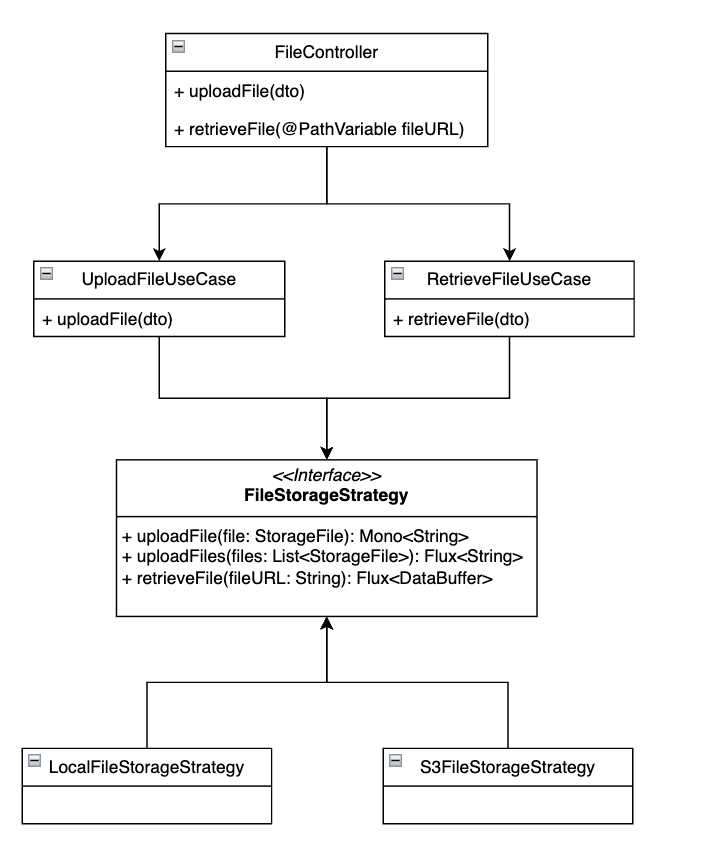 FileController
+ uploadFile(dto)
+ retrieveFile(@PathVariable fileURL)
UploadFileUseCase
+ uploadFile(dto)
RetrieveFileUseCase
+ retrieveFile(dto)
<<Interface>>
FileStorageStrategy
+ uploadFile(file: StorageFile): Mono<String>
+ uploadFiles(files: List<StorageFile>): Flux<String>
+ retrieveFile(fileURL: String): Flux<DataBuffer>
LocalFileStorageStrategy
S3FileStorageStrategy